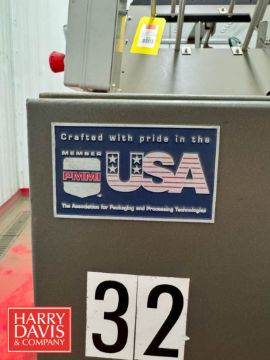 Crafted with pride in the
MEMBER
PMMI
USA
The Association for Packaging and Processing Technologies
32
HARRY
DAVIS
& COMPANY